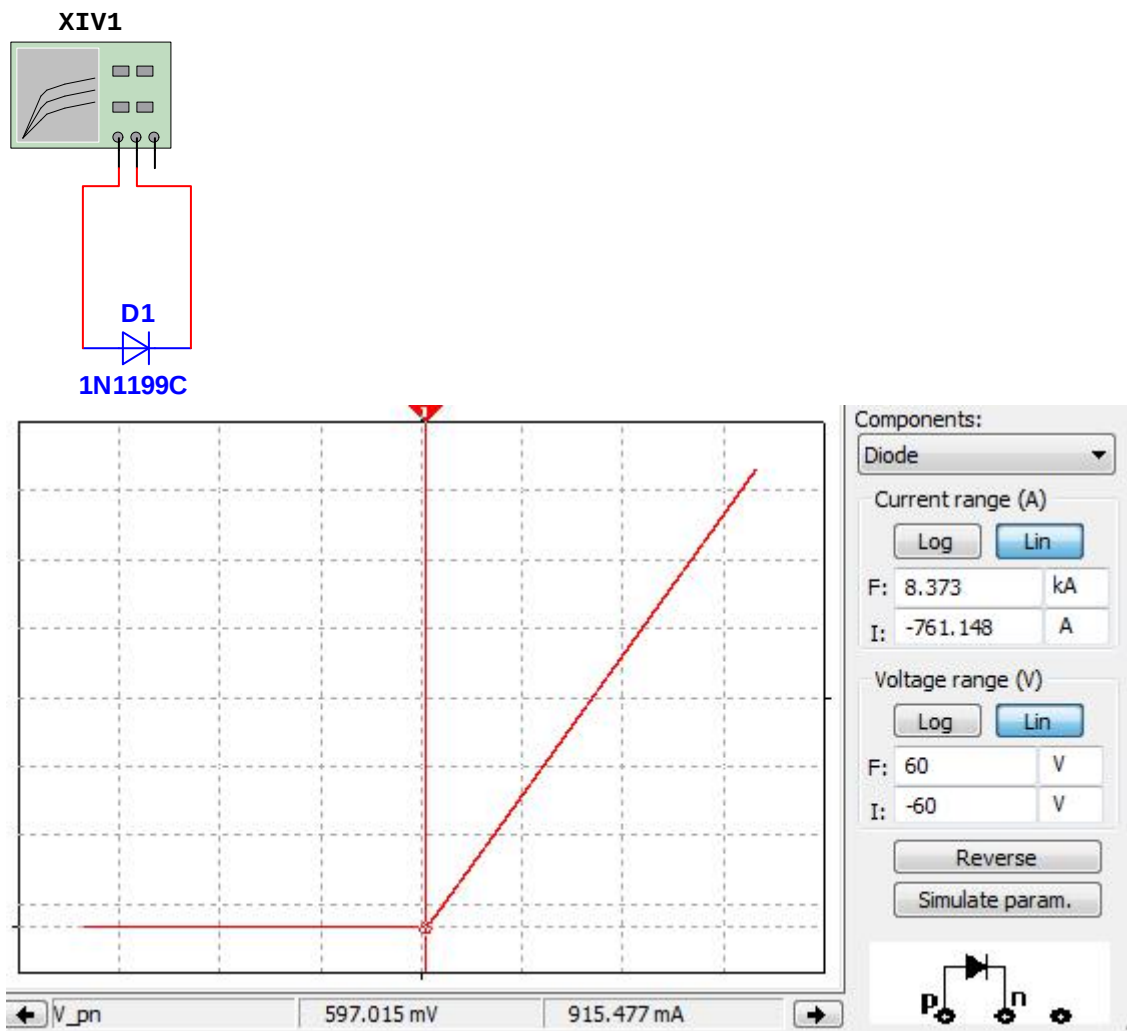 XIV1
D1
1N1199C
1
Components:
Diode
Current range (A)
Log Lin
F: 8.373 kA
I: -761.148 A
Voltage range (V)
Log Lin
F: 60 V
I: -60 V
Reverse
Simulate param.
p n
V_pn 597.015 mV 915.477 mA